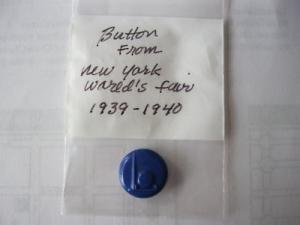 Button
From
new york
world's fair
1939-1940